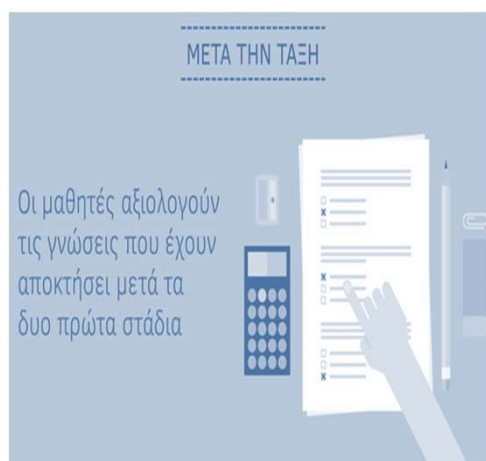 ΜΕΤΑ ΤΗΝ ΤΑΞΗ
Οι μαθητές αξιολογούν
τις γνώσεις που έχουν
αποκτήσει μετά τα
δυο πρώτα στάδια